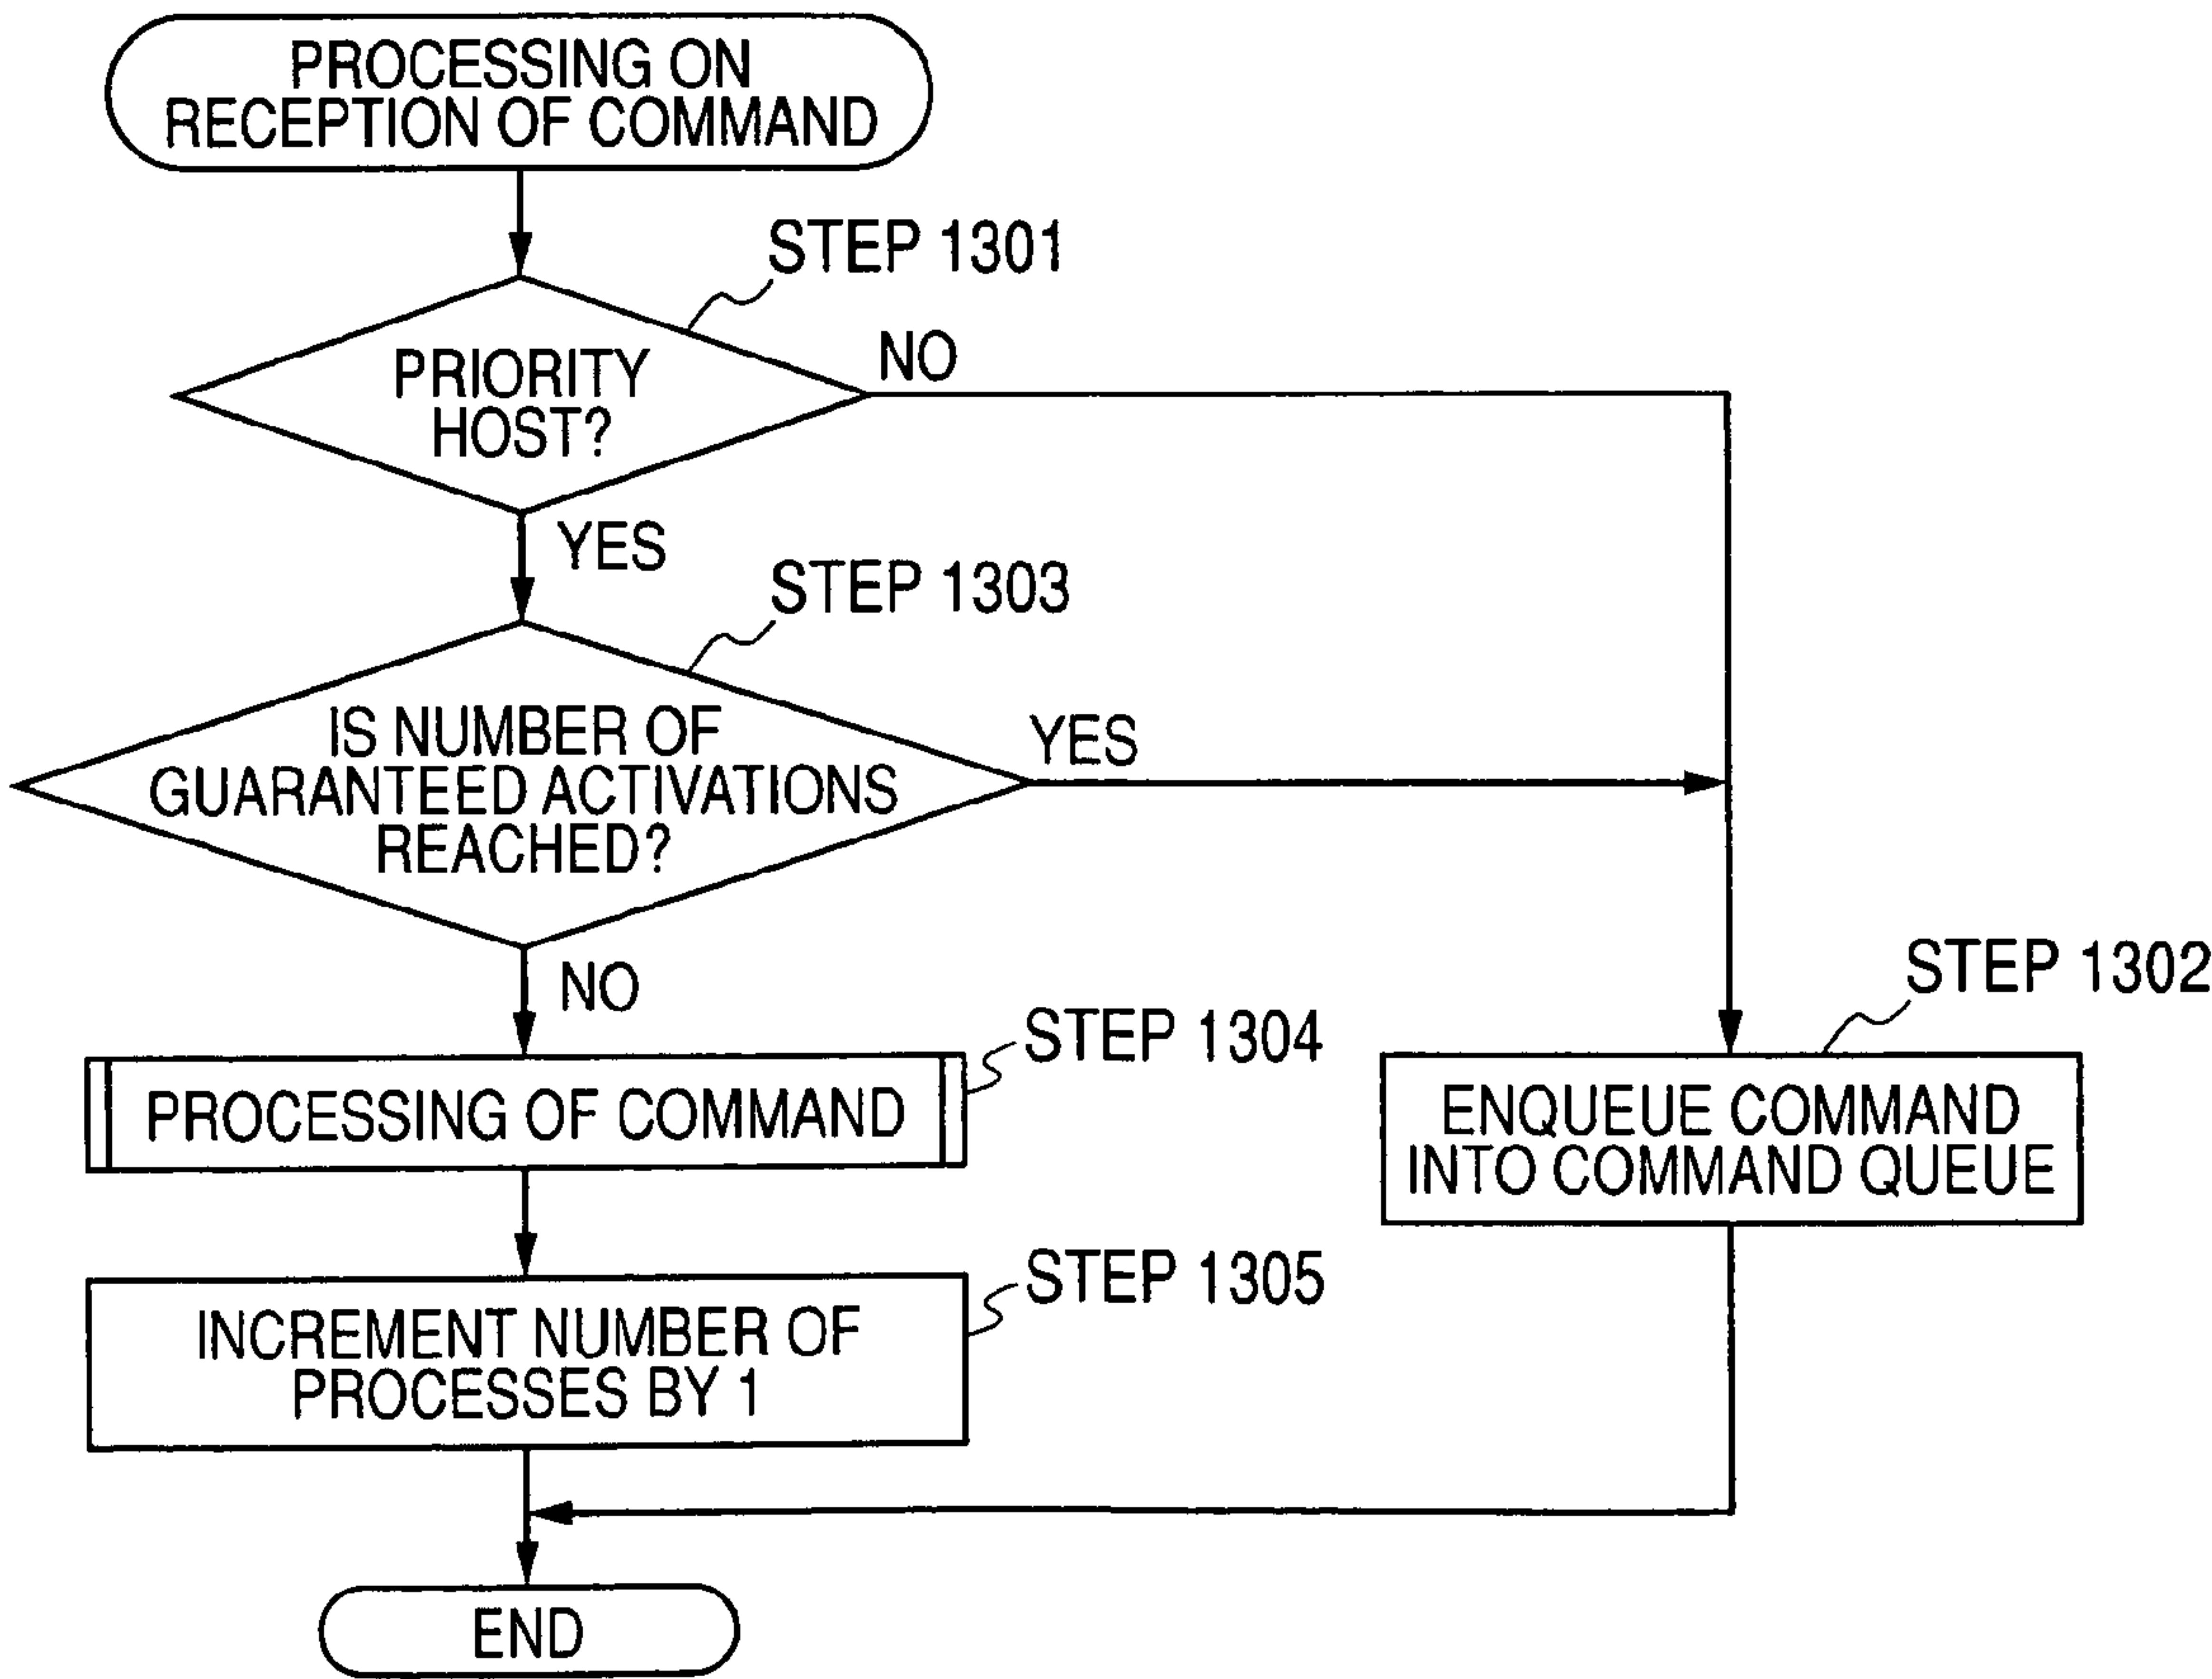 PROCESSING ON
RECEPTION OF COMMAND
STEP 1301
PRIORITY
HOST?
NO
YES
STEP 1303
IS NUMBER OF
GUARANTEED ACTIVATIONS
REACHED?
YES
NO
STEP 1304
PROCESSING OF COMMAND
STEP 1302
ENQUEUE COMMAND
INTO COMMAND QUEUE
STEP 1305
INCREMENT NUMBER OF
PROCESSES BY 1
END